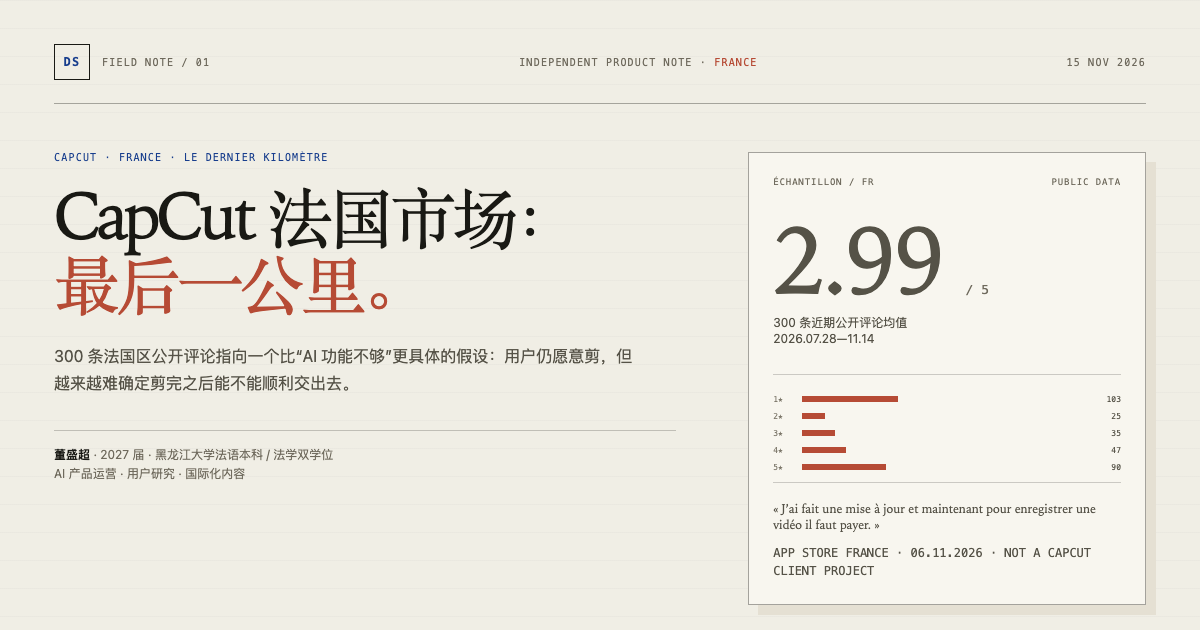 DS
FIELD NOTE / 01
INDEPENDENT PRODUCT NOTE · FRANCE
15 NOV 2026
CAPCUT · FRANCE · LE DERNIER KILOMÈTRE
CapCut 法国市场：
最后一公里。
300 条法国区公开评论指向一个比“AI 功能不够”更具体的假设：用户仍愿意剪，但
越来越难确定剪完之后能不能顺利交出去。
董盛超 · 2027 届 · 黑龙江大学法语本科 / 法学双学位
AI 产品运营 · 用户研究 · 国际化内容
ÉCHANTILLON / FR
PUBLIC DATA
2.99 / 5
300 条近期公开评论均值
2026.07.28—11.14
1★ 103
2★ 25
3★ 35
4★ 47
5★ 90
« J’ai fait une mise à jour et maintenant pour enregistrer une
vidéo il faut payer. »
APP STORE FRANCE · 06.11.2026 · NOT A CAPCUT
CLIENT PROJECT